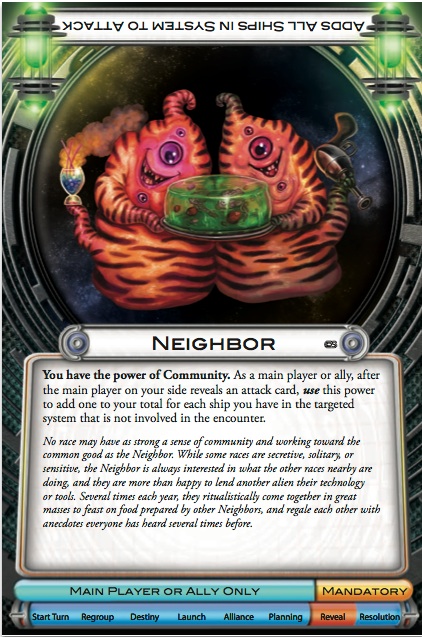 Adds All Ships in System to Attack
Neighbor
You have the power of Community. As a main player or ally, after
the main player on your side reveals an attack card, use this power
to add one to your total for each ship you have in the targeted
system that is not involved in the encounter.
No race may have as strong a sense of community and working toward the
common good as the Neighbor. While some races are secretive, solitary, or
sensitive, the Neighbor is always interested in what the other races nearby are
doing, and they are more than happy to lend another alien their technology
or tools. Several times each year, they ritualistically come together in great
masses to feast on food prepared by other Neighbors, and regale each other with
anecdotes everyone has heard several times before.
Main Player or Ally Only Mandatory
Start Turn Regroup Destiny Launch Alliance Planning Reveal Resolution